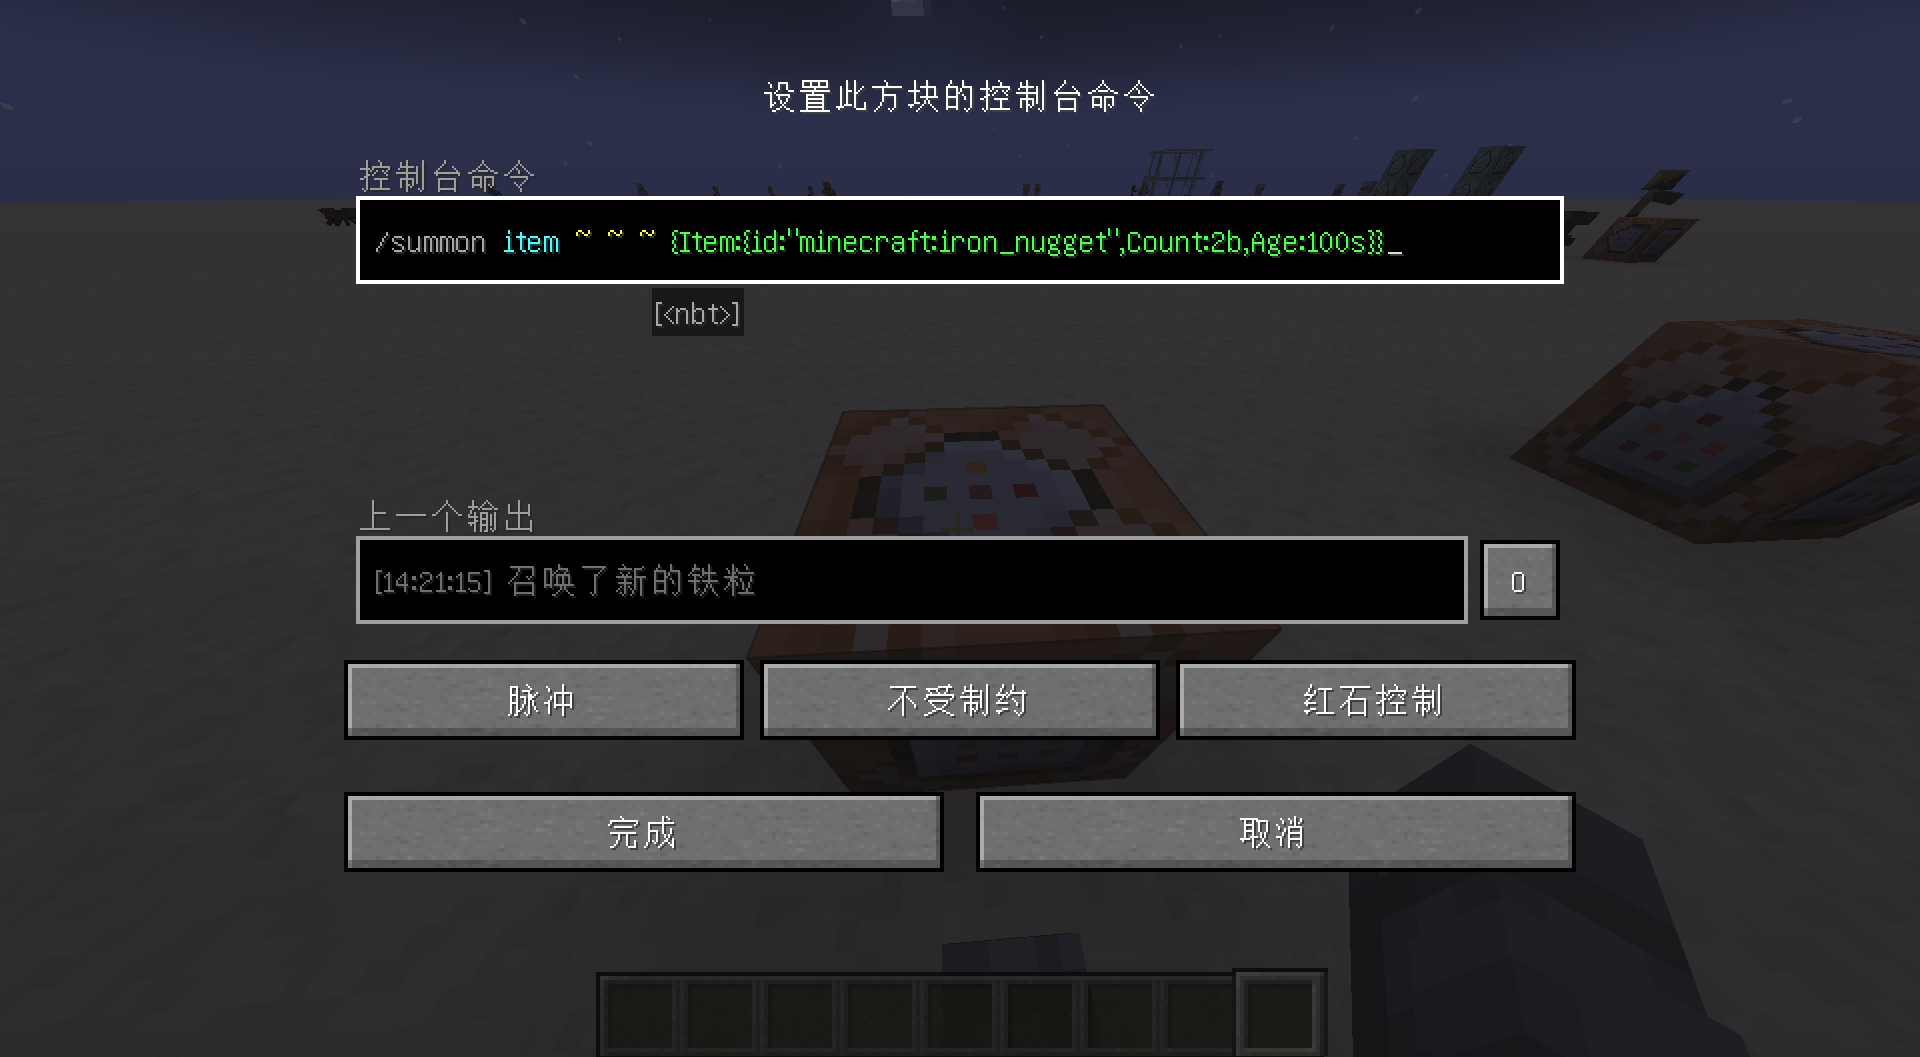 设置此方块的控制台命令
控制台命令
/summon item ~ ~ ~ {Item:{id:"minecraft:iron_nugget",Count:2b,Age:100s}}_
[<nbt>]
上一个输出
[14:21:15] 召唤了新的铁粒
O
脉冲
不受制约
红石控制
完成
取消